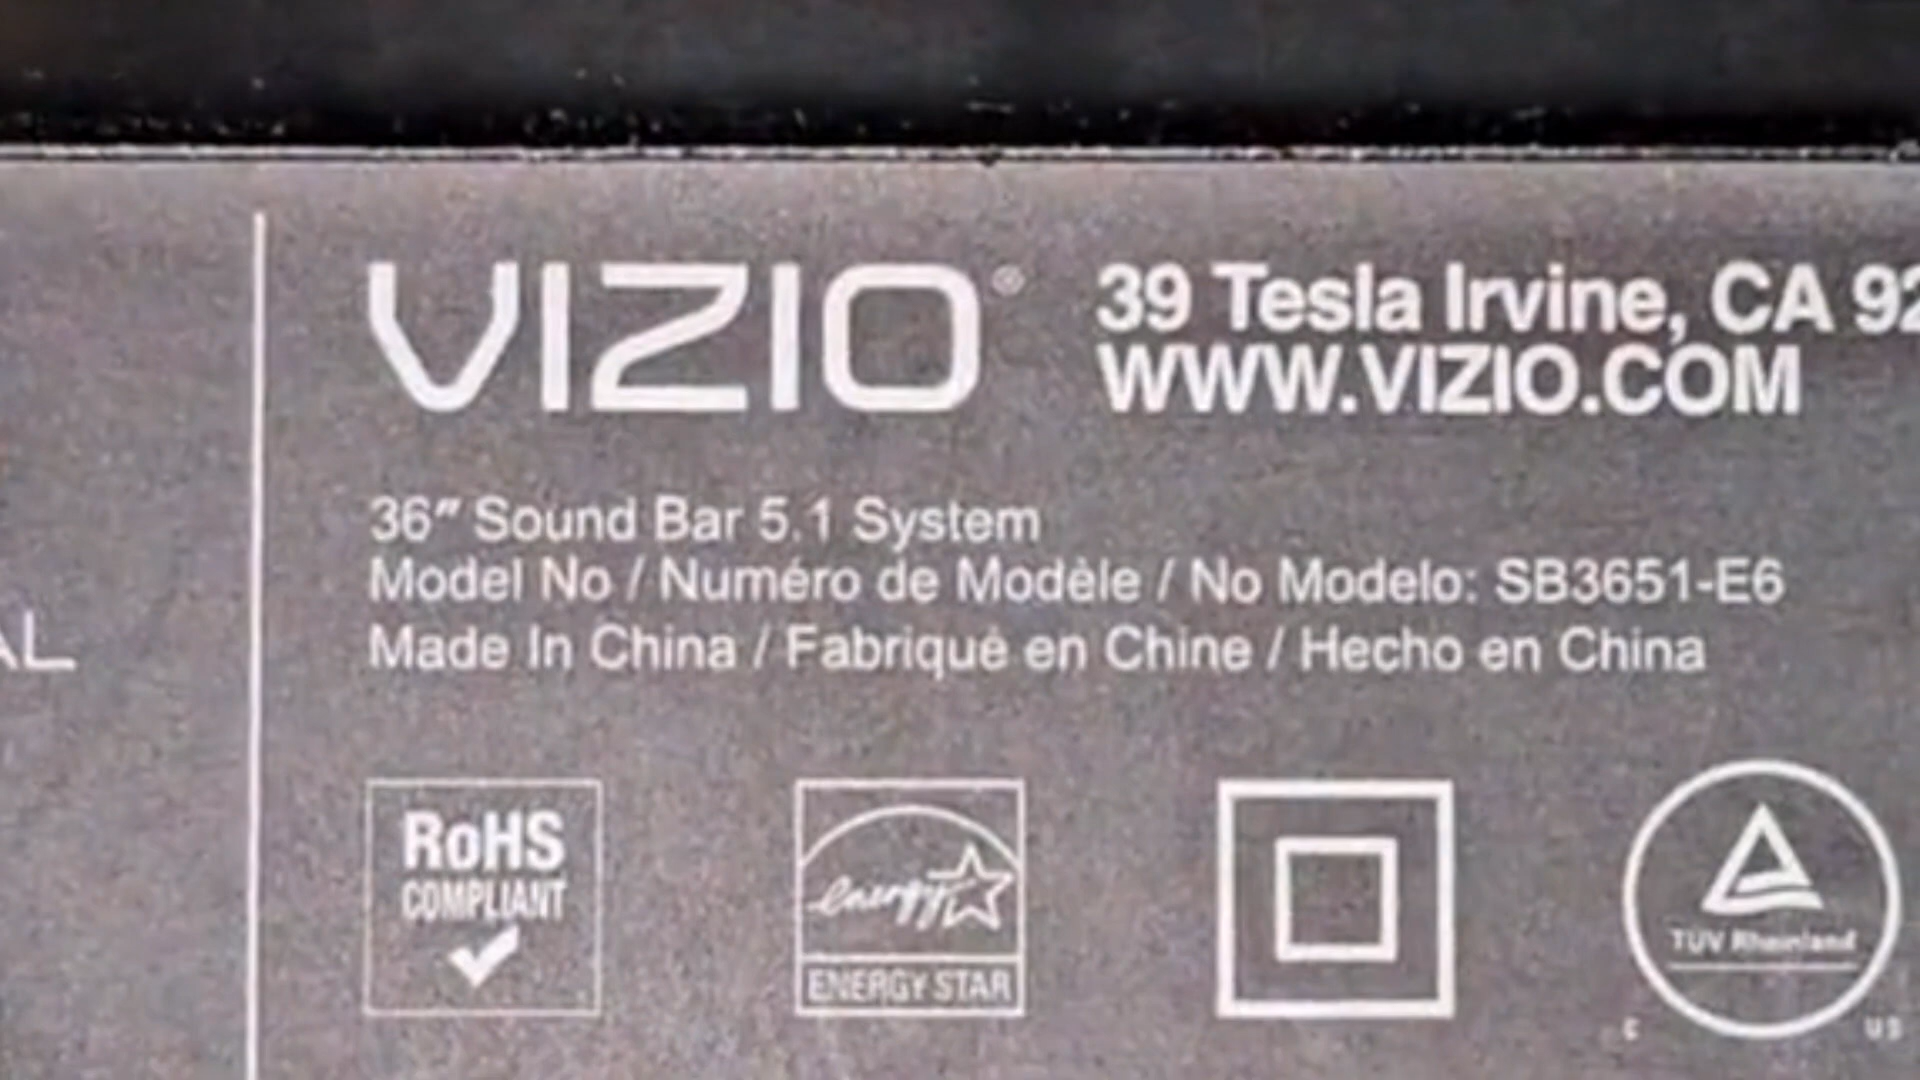 VIZIO® 39 Tesla Irvine, CA 92
WWW.VIZIO.COM
36″ Sound Bar 5.1 System
Model No / Numéro de Modèle / No Modelo: SB3651-E6
AL
Made In China / Fabriqué en Chine / Hecho en China
RoHS
COMPLIANT
energy
ENERGY STAR
TÜV Rheinland
C US